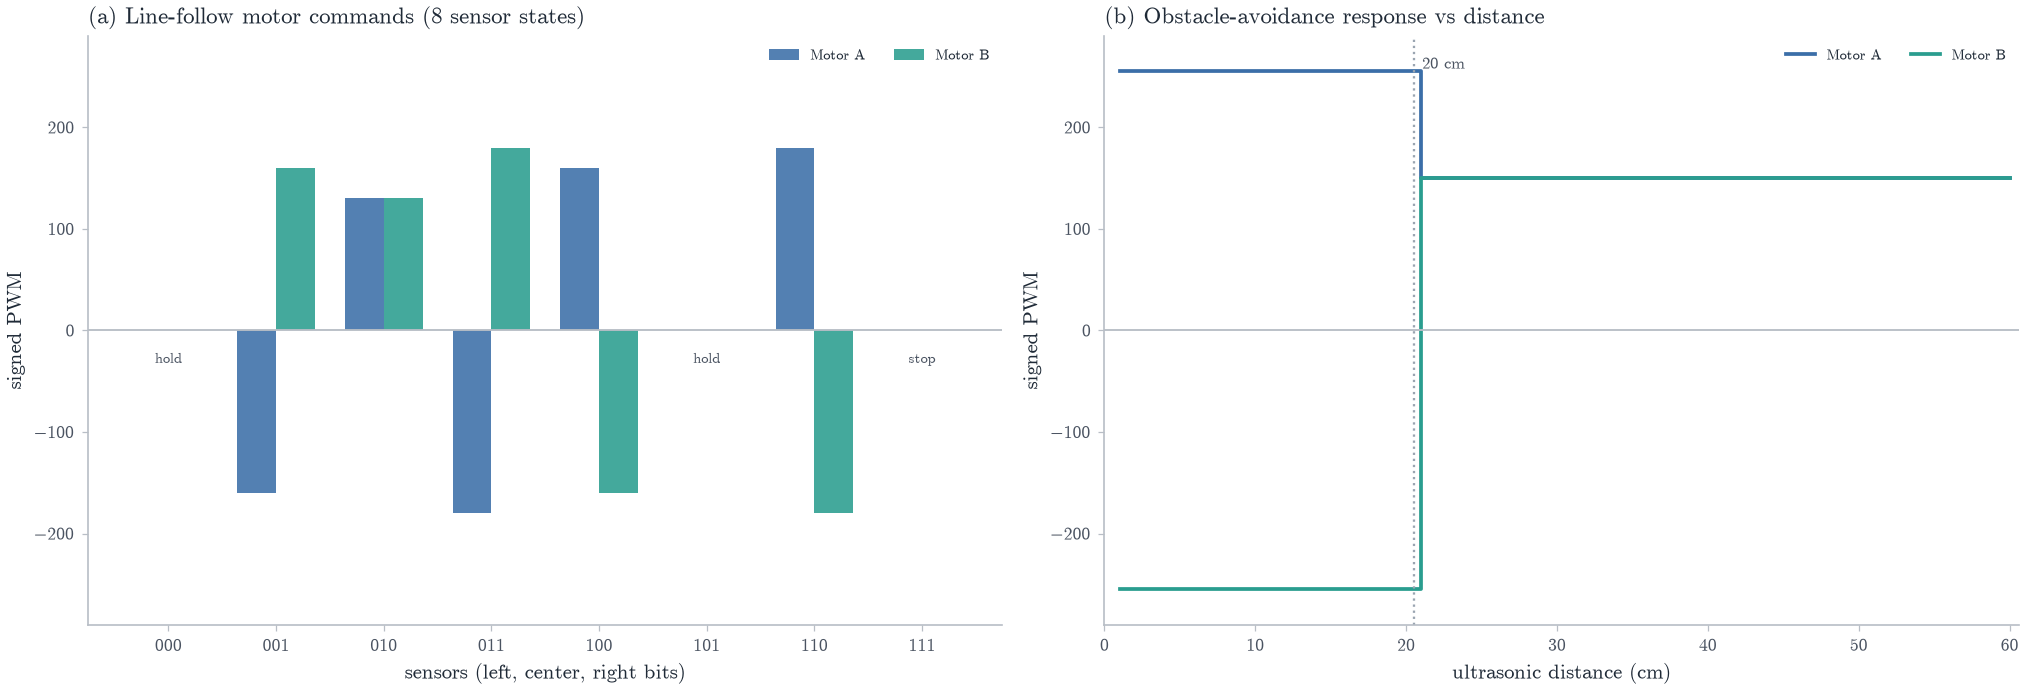 (a) Line-follow motor commands (8 sensor states)
Motor A
Motor B
200
100
0
−100
−200
signed PWM
hold
hold
stop
000
001
010
011
100
101
110
111
sensors (left, center, right bits)
(b) Obstacle-avoidance response vs distance
20 cm
Motor A
Motor B
200
100
0
−100
−200
signed PWM
0
10
20
30
40
50
60
ultrasonic distance (cm)